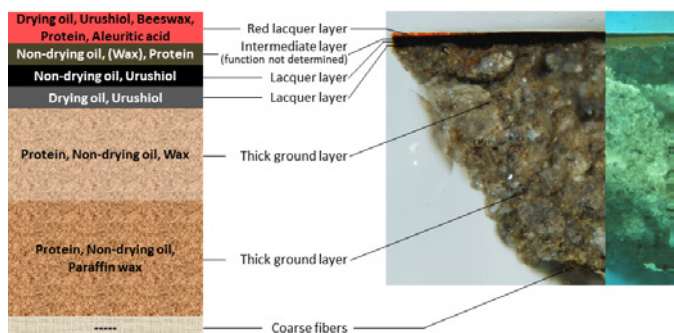 Drying oil, Urushiol, Beeswax,
Protein, Aleuritic acid
Red lacquer layer
Non-drying oil, (Wax), Protein
Intermediate layer
(function not determined)
Non-drying oil, Urushiol
Lacquer layer
Drying oil, Urushiol
Lacquer layer
Protein, Non-drying oil, Wax
Thick ground layer
Protein, Non-drying oil,
Paraffin wax
Thick ground layer
-----
Coarse fibers